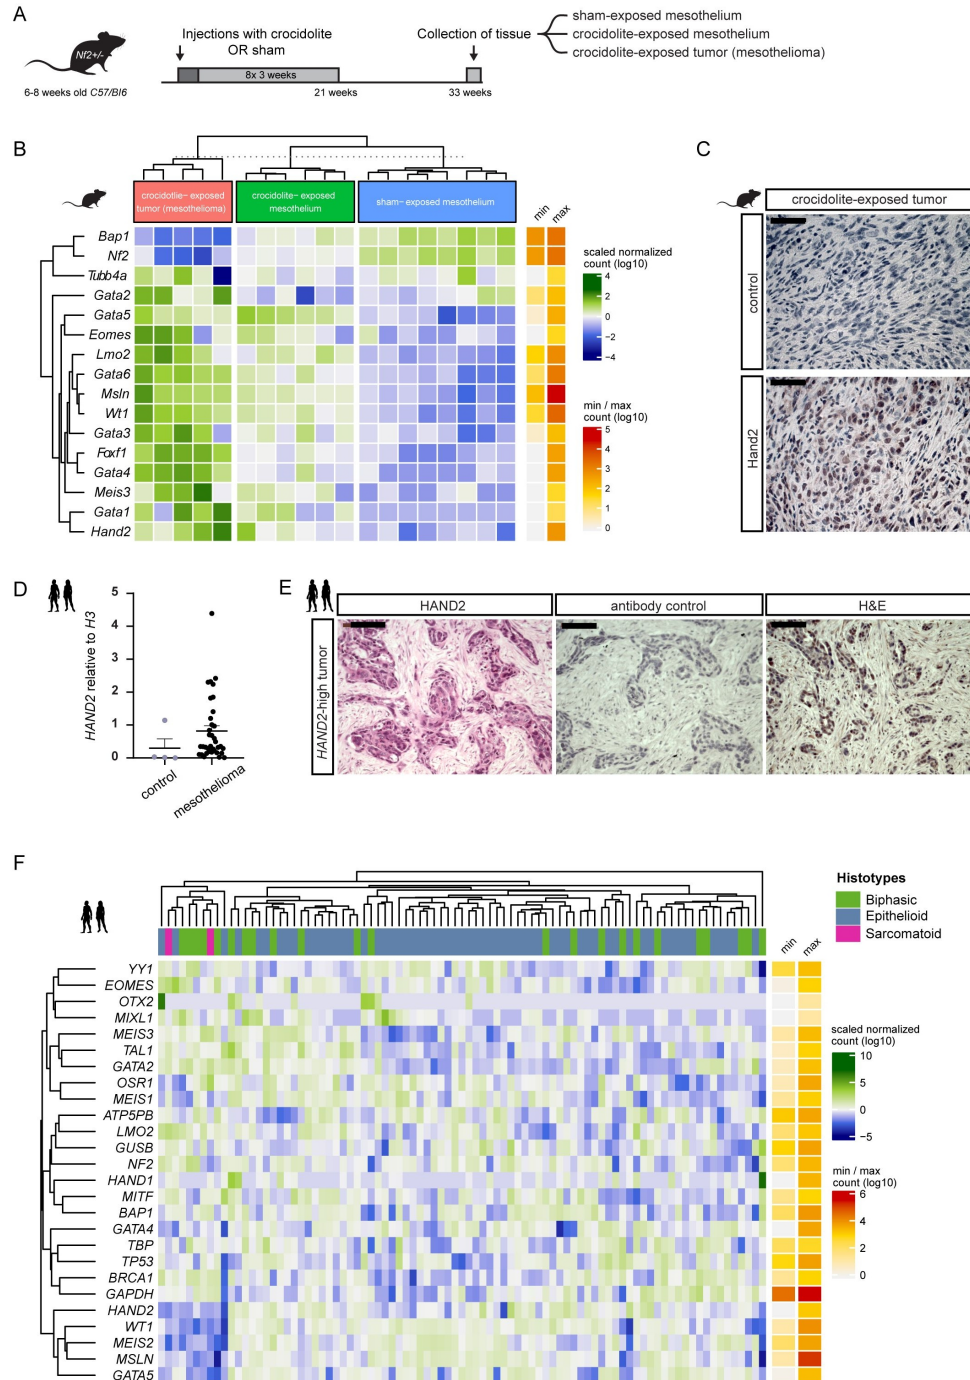 A
Nf2+/-
6-8 weeks old C57/Bl6
Injections with crocidolite
OR sham
8x 3 weeks
21 weeks
Collection of tissue
33 weeks
sham-exposed mesothelium
crocidolite-exposed mesothelium
crocidolite-exposed tumor (mesothelioma)
B
crocidotlie- exposed
tumor (mesothelioma)
crocidolite- exposed
mesothelium
sham- exposed mesothelium
min
max
Bap1
Nf2
Tubb4a
Gata2
Gata5
Eomes
Lmo2
Gata6
Msln
Wt1
Gata3
Foxf1
Gata4
Meis3
Gata1
Hand2
scaled normalized
count (log10)
4
2
0
-2
-4
min / max
count (log10)
5
4
3
2
1
0
C
crocidolite-exposed tumor
control
Hand2
D
HAND2 relative to H3
5
4
3
2
1
0
control
mesothelioma
E
HAND2
antibody control
H&E
HAND2-high tumor
F
Histotypes
Biphasic
Epithelioid
Sarcomatoid
min
max
YY1
EOMES
OTX2
MIXL1
MEIS3
TAL1
GATA2
OSR1
MEIS1
ATP5PB
LMO2
GUSB
NF2
HAND1
MITF
BAP1
GATA4
TBP
TP53
BRCA1
GAPDH
HAND2
WT1
MEIS2
MSLN
GATA5
scaled normalized
count (log10)
10
5
0
-5
min / max
count (log10)
6
4
2
0